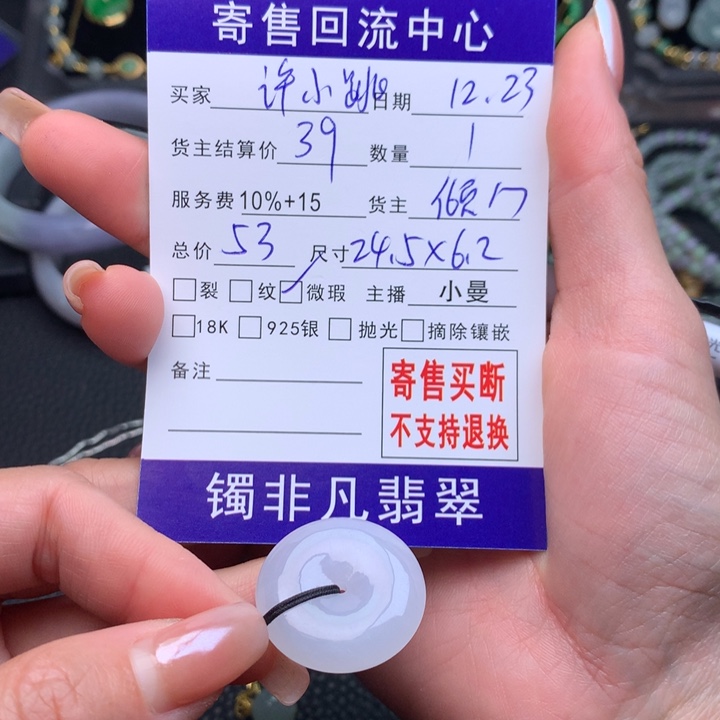 寄售回流中心
买家 许小跳 日期 12.23
货主结算价 39 数量 1
服务费 10%+15 货主 倾门
总价 53 尺寸 24.5×6.2
裂 纹 微瑕 主播 小曼
18K 925银 抛光 摘除镶嵌
备注
寄售买断
不支持退换
镯非凡翡翠